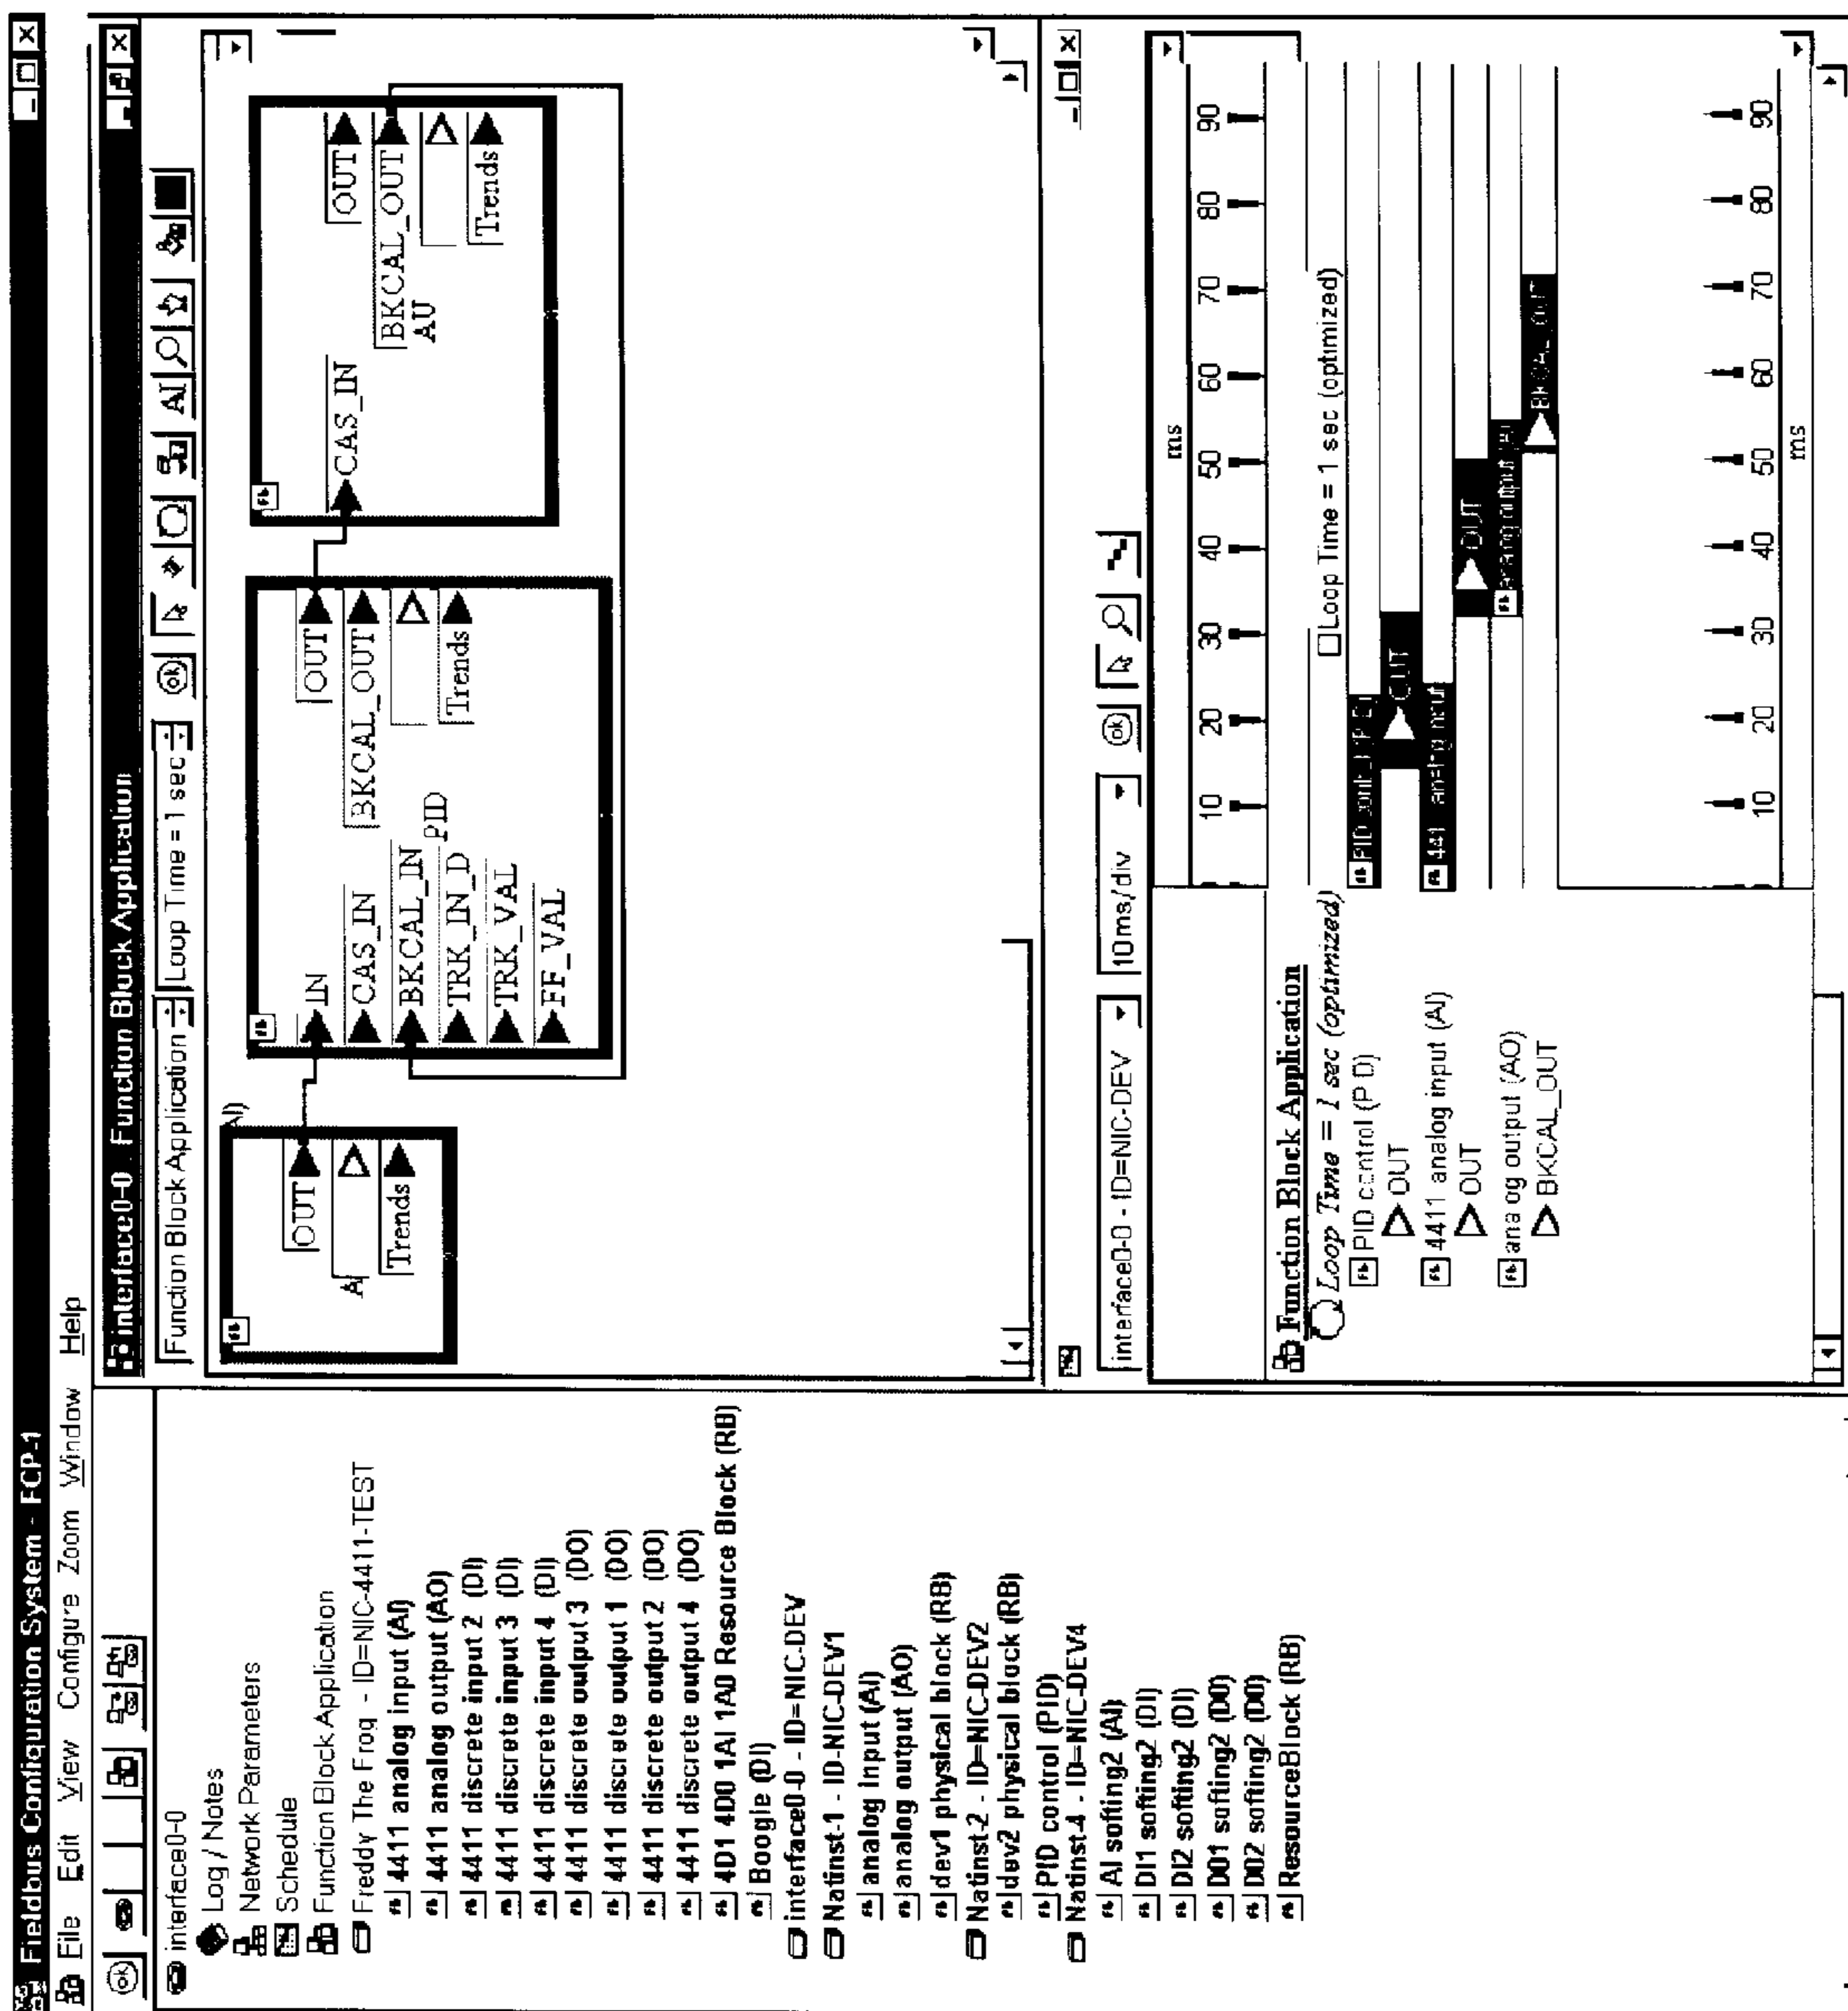 Fieldbus Configuration System - FCP-1
File Edit View Configure Zoom Window Help
interface0-0
Log / Notes
Network Parameters
Schedule
Function Block Application
Freddy The Frog - ID=NIC-4411-TEST
4411 analog input (AI)
4411 analog output (AO)
4411 discrete input 2 (DI)
4411 discrete input 3 (DI)
4411 discrete input 4 (DI)
4411 discrete output 3 (DO)
4411 discrete output 1 (DO)
4411 discrete output 2 (DO)
4411 discrete output 4 (DO)
4D1 4D0 1AI 1A0 Resource Block (RB)
Boogie (DI)
interface0-0 - ID=NIC-DEV
Natinst-1 - ID-NIC-DEV1
analog input (AI)
analog output (AO)
dev1 physical block (RB)
Natinst-2 - ID=NIC-DEV2
dev2 physical block (RB)
PID control (PID)
Natinst-4 - ID=NIC-DEV4
AI softing2 (AI)
DI1 softing2 (DI)
DI2 softing2 (DI)
DO1 softing2 (DO)
DO2 softing2 (DO)
ResourceBlock (RB)
interface0-0 . Function Block Application
Function Block Application Loop Time = 1 sec
AI
AI)
OUT
AI
Trends
IN
CAS_IN
BKCAL_IN
PID
TRK_IN_D
TRK_VAL
FF_VAL
OUT
BKCAL_OUT
Trends
CAS_IN
OUT
BKCAL_OUT
AU
Trends
interface0-0 - ID=NIC-DEV 10ms/div
ms
10 20 30 40 50 60 70 80 90
Function Block Application
Loop Time = 1 sec (optimized)
Loop Time = 1 sec (optimized)
PID control (P D)
OUT
OUT
4411 analog input (AI)
OUT
OUT
ana og output (AO)
BKCAL_OUT
BKCAL_OUT
10 20 30 40 50 60 70 80 90
ms